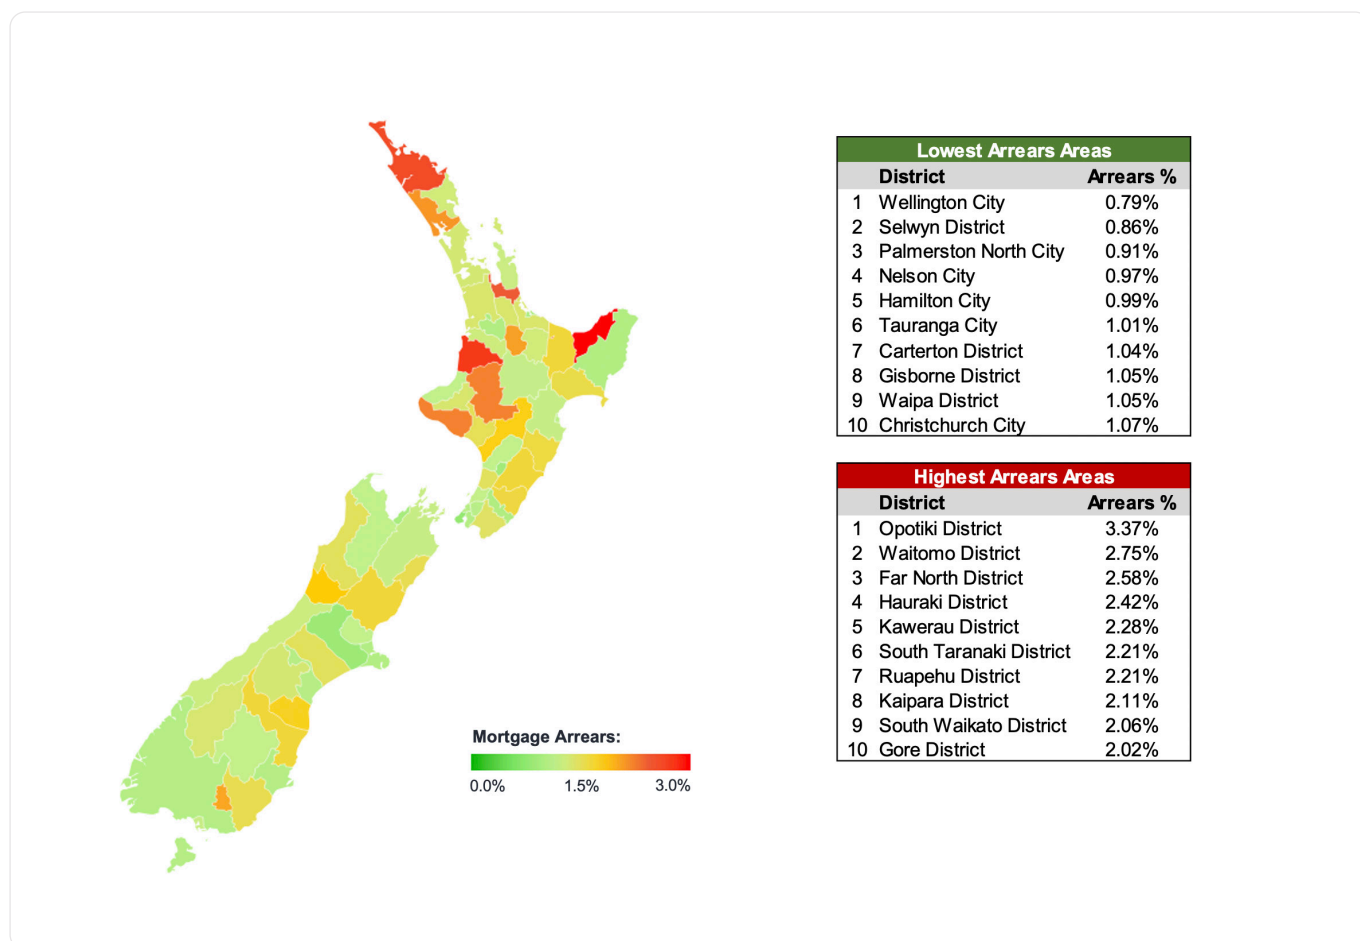 Lowest Arrears Areas
District Arrears %
1 Wellington City 0.79%
2 Selwyn District 0.86%
3 Palmerston North City 0.91%
4 Nelson City 0.97%
5 Hamilton City 0.99%
6 Tauranga City 1.01%
7 Carterton District 1.04%
8 Gisborne District 1.05%
9 Waipa District 1.05%
10 Christchurch City 1.07%
Highest Arrears Areas
District Arrears %
1 Opotiki District 3.37%
2 Waitomo District 2.75%
3 Far North District 2.58%
4 Hauraki District 2.42%
5 Kawerau District 2.28%
6 South Taranaki District 2.21%
7 Ruapehu District 2.21%
8 Kaipara District 2.11%
9 South Waikato District 2.06%
10 Gore District 2.02%
Mortgage Arrears:
0.0% 1.5% 3.0%